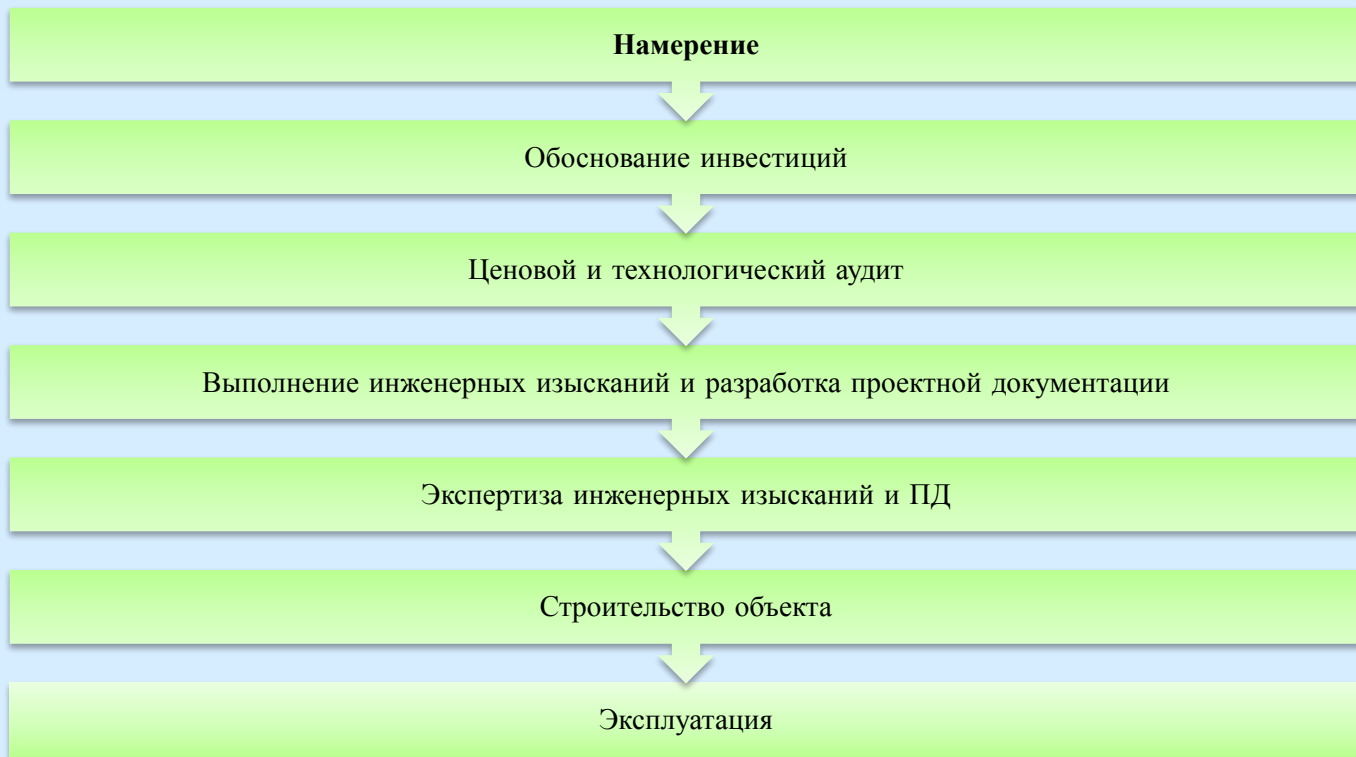 Намерение
Обоснование инвестиций
Ценовой и технологический аудит
Выполнение инженерных изысканий и разработка проектной документации
Экспертиза инженерных изысканий и ПД
Строительство объекта
Эксплуатация